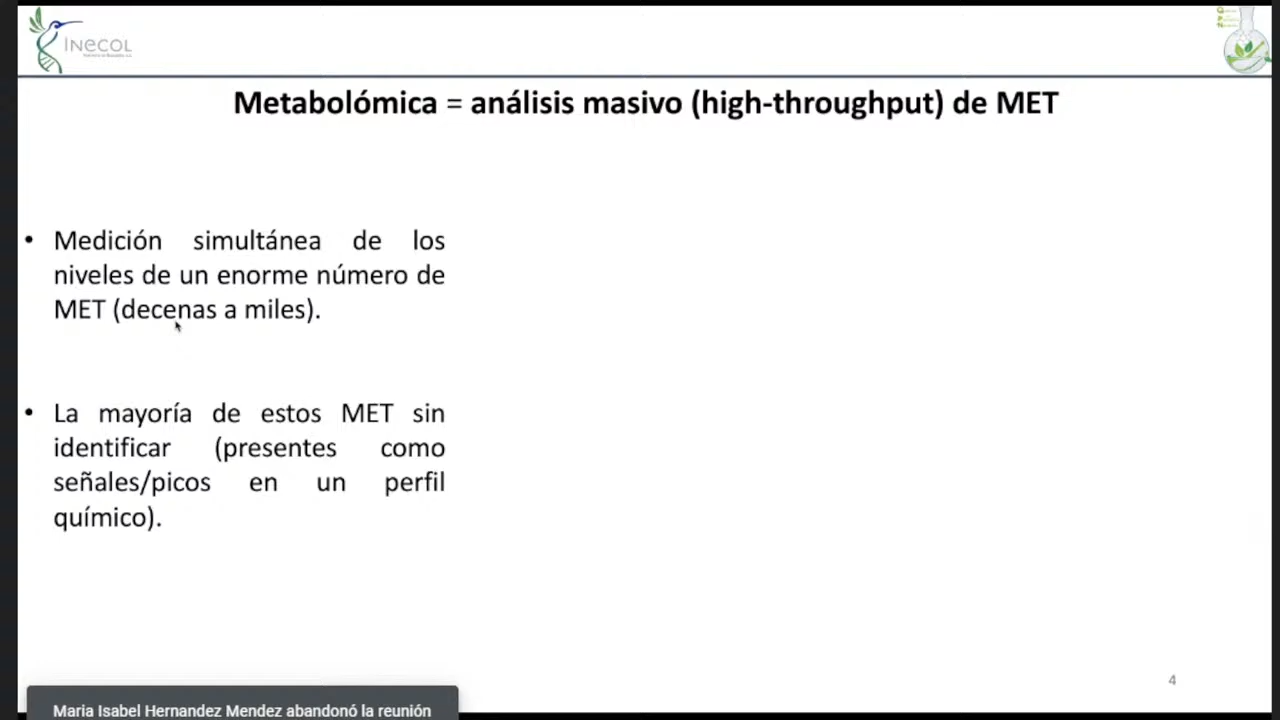 INECOL
Metabolómica = análisis masivo (high-throughput) de MET
• Medición simultánea de los
niveles de un enorme número de
MET (decenas a miles).
• La mayoría de estos MET sin
identificar (presentes como
señales/picos en un perfil
químico).
4
Maria Isabel Hernandez Mendez abandonó la reunión